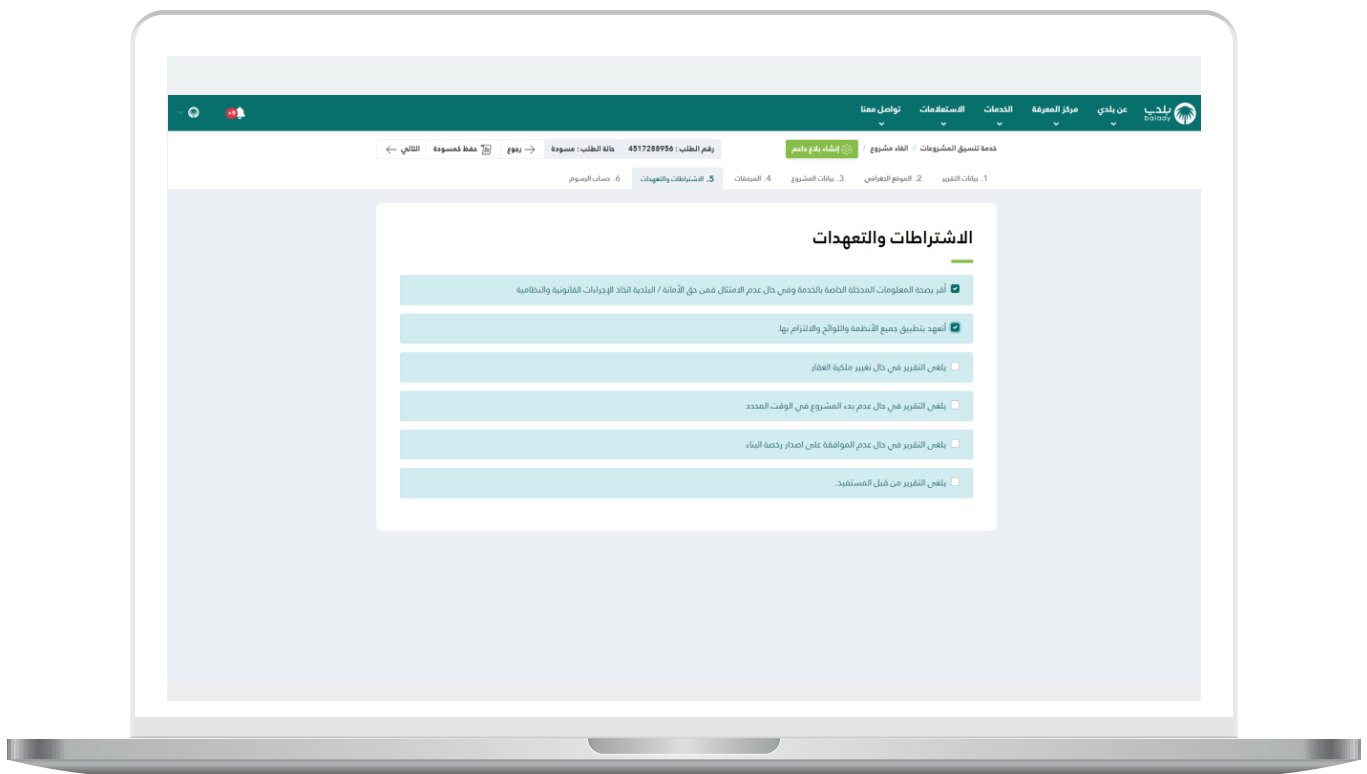 بلدي
balady
عن بلدي
مركز المعرفة
الخدمات
الاستعلامات
تواصل معنا
+9
خدمة تنسيق المشروعات / الغاء مشروع /
إنشاء بلاغ داعم
رقم الطلب : 4517288956
حالة الطلب : مسودة
رجوع
حفظ كمسودة
التالي
1. بيانات التقرير
2. الموقع الجغرافي
3. بيانات المشروع
4. المرفقات
5. الاشتراطات والتعهدات
6. حساب الرسوم
الاشتراطات والتعهدات
أقر بصحة المعلومات المدخلة الخاصة بالخدمة وفي حال عدم الامتثال فمن حق الأمانة / البلدية اتخاذ الإجراءات القانونية والنظامية
أتعهد بتطبيق جميع الأنظمة واللوائح والالتزام بها.
يلغى التقرير في حال تغيير ملكية العقار
يلغى التقرير في حال عدم بدء المشروع في الوقت المحدد
يلغى التقرير في حال عدم الموافقة على اصدار رخصة البناء
يلغى التقرير من قبل المستفيد.